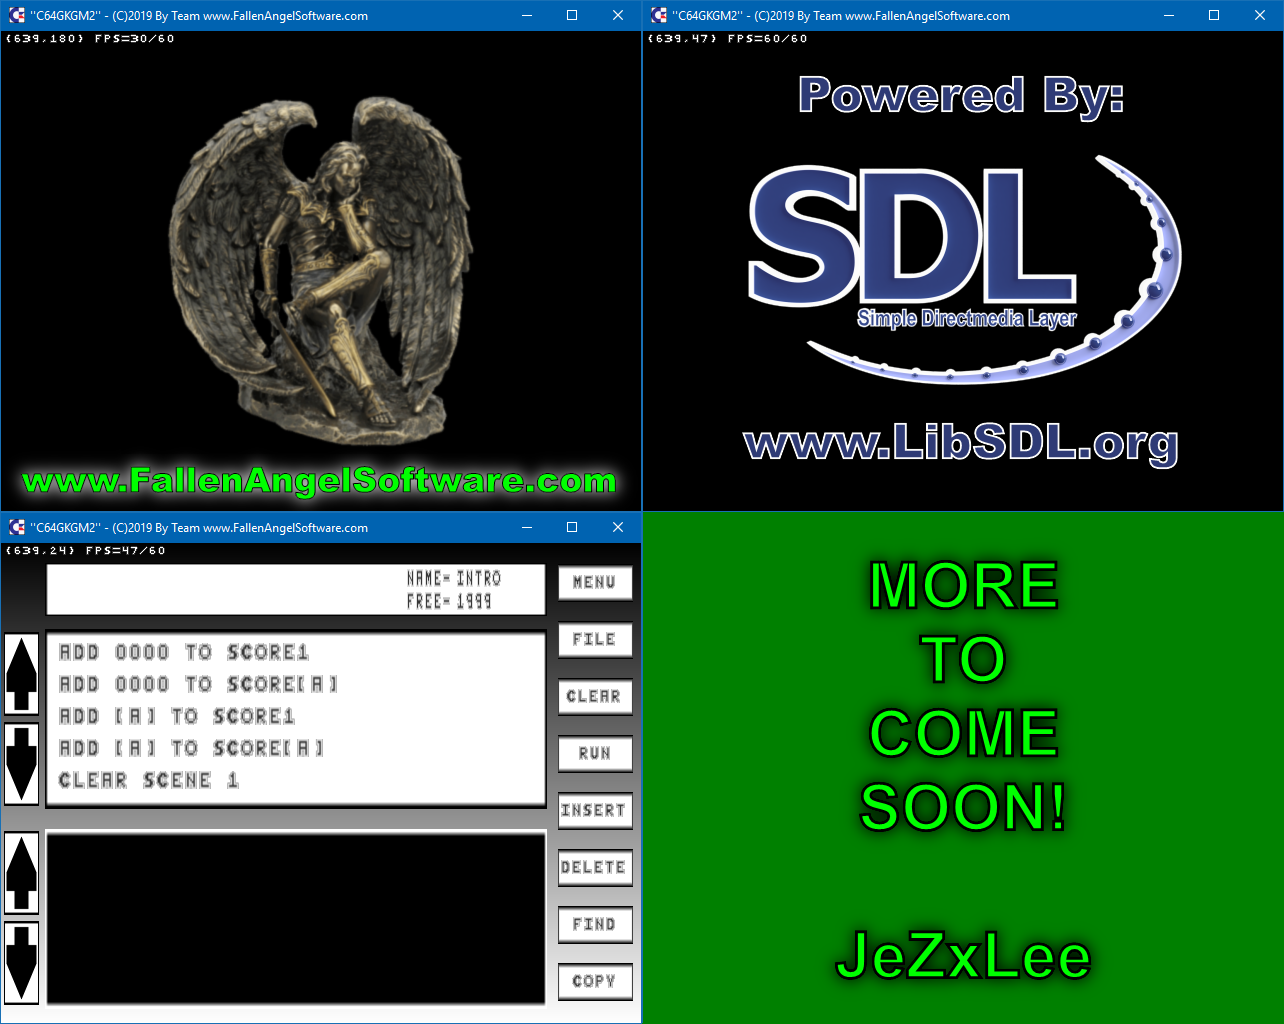 "C64GKGM2" - (C)2019 By Team www.FallenAngelSoftware.com
(639,180) FPS=30/60
www.FallenAngelSoftware.com
"C64GKGM2" - (C)2019 By Team www.FallenAngelSoftware.com
(639,47) FPS=60/60
Powered By:
SDL
Simple Directmedia Layer
www.LibSDL.org
"C64GKGM2" - (C)2019 By Team www.FallenAngelSoftware.com
(639,24) FPS=47/60
NAME= INTRO
FREE= 1999
ADD 0000 TO SCORE1
ADD 0000 TO SCORE[A]
ADD [A] TO SCORE1
ADD [A] TO SCORE[A]
CLEAR SCENE 1
MENU
FILE
CLEAR
RUN
INSERT
DELETE
FIND
COPY
MORE
TO
COME
SOON!
JeZxLee